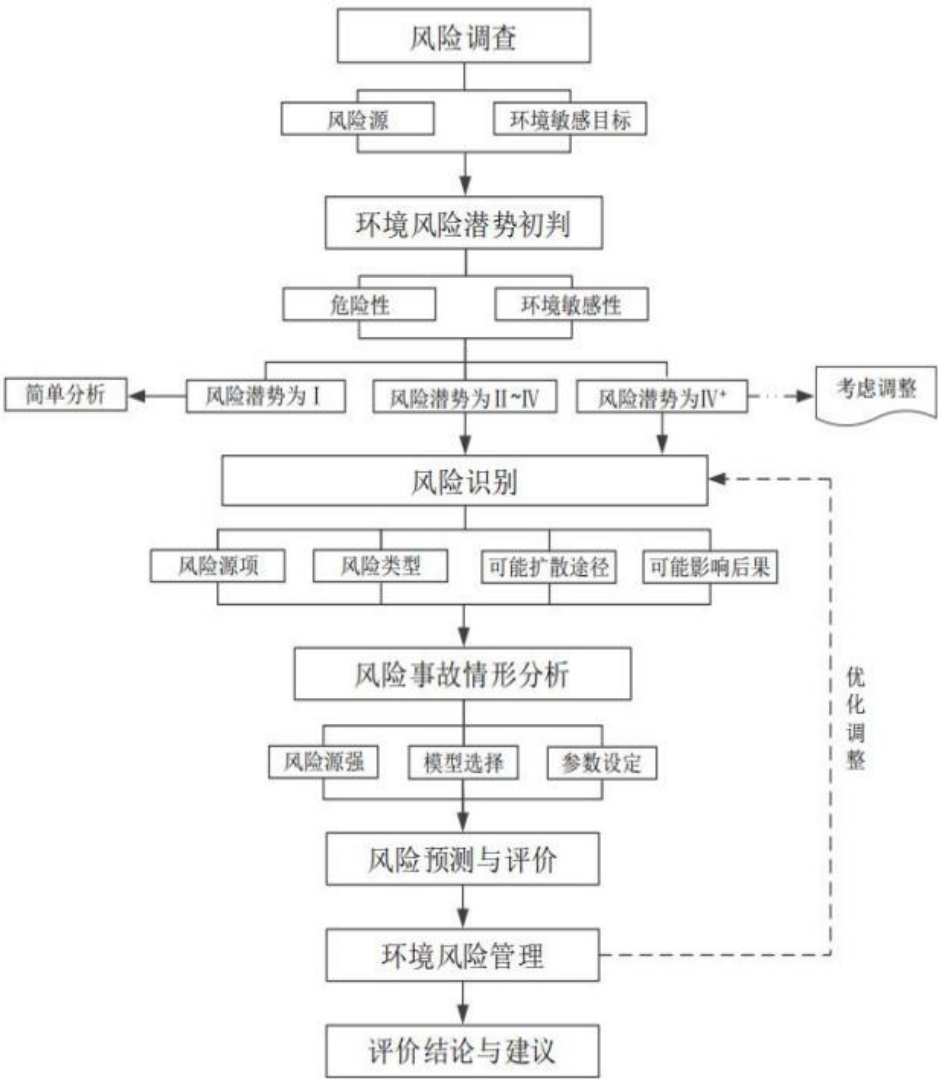 风险调查
风险源
环境敏感目标
环境风险潜势初判
危险性
环境敏感性
简单分析
风险潜势为Ⅰ
风险潜势为Ⅱ~Ⅳ
风险潜势为Ⅳ+
考虑调整
风险识别
风险源项
风险类型
可能扩散途径
可能影响后果
风险事故情形分析
优化调整
风险源强
模型选择
参数设定
风险预测与评价
环境风险管理
评价结论与建议